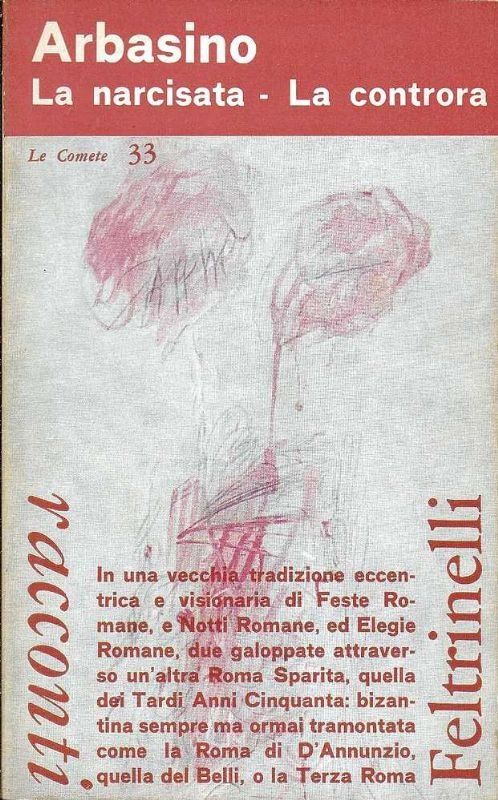 Arbasino
La narcisata - La controra
Le Comete 33
racconti
In una vecchia tradizione eccen-
trica e visionaria di Feste Ro-
mane, e Notti Romane, ed Elegie
Romane, due galoppate attraver-
so un'altra Roma Sparita, quella
dei Tardi Anni Cinquanta: bizan-
tina sempre ma ormai tramontata
come la Roma di D'Annunzio,
quella del Belli, o la Terza Roma
Feltrinelli